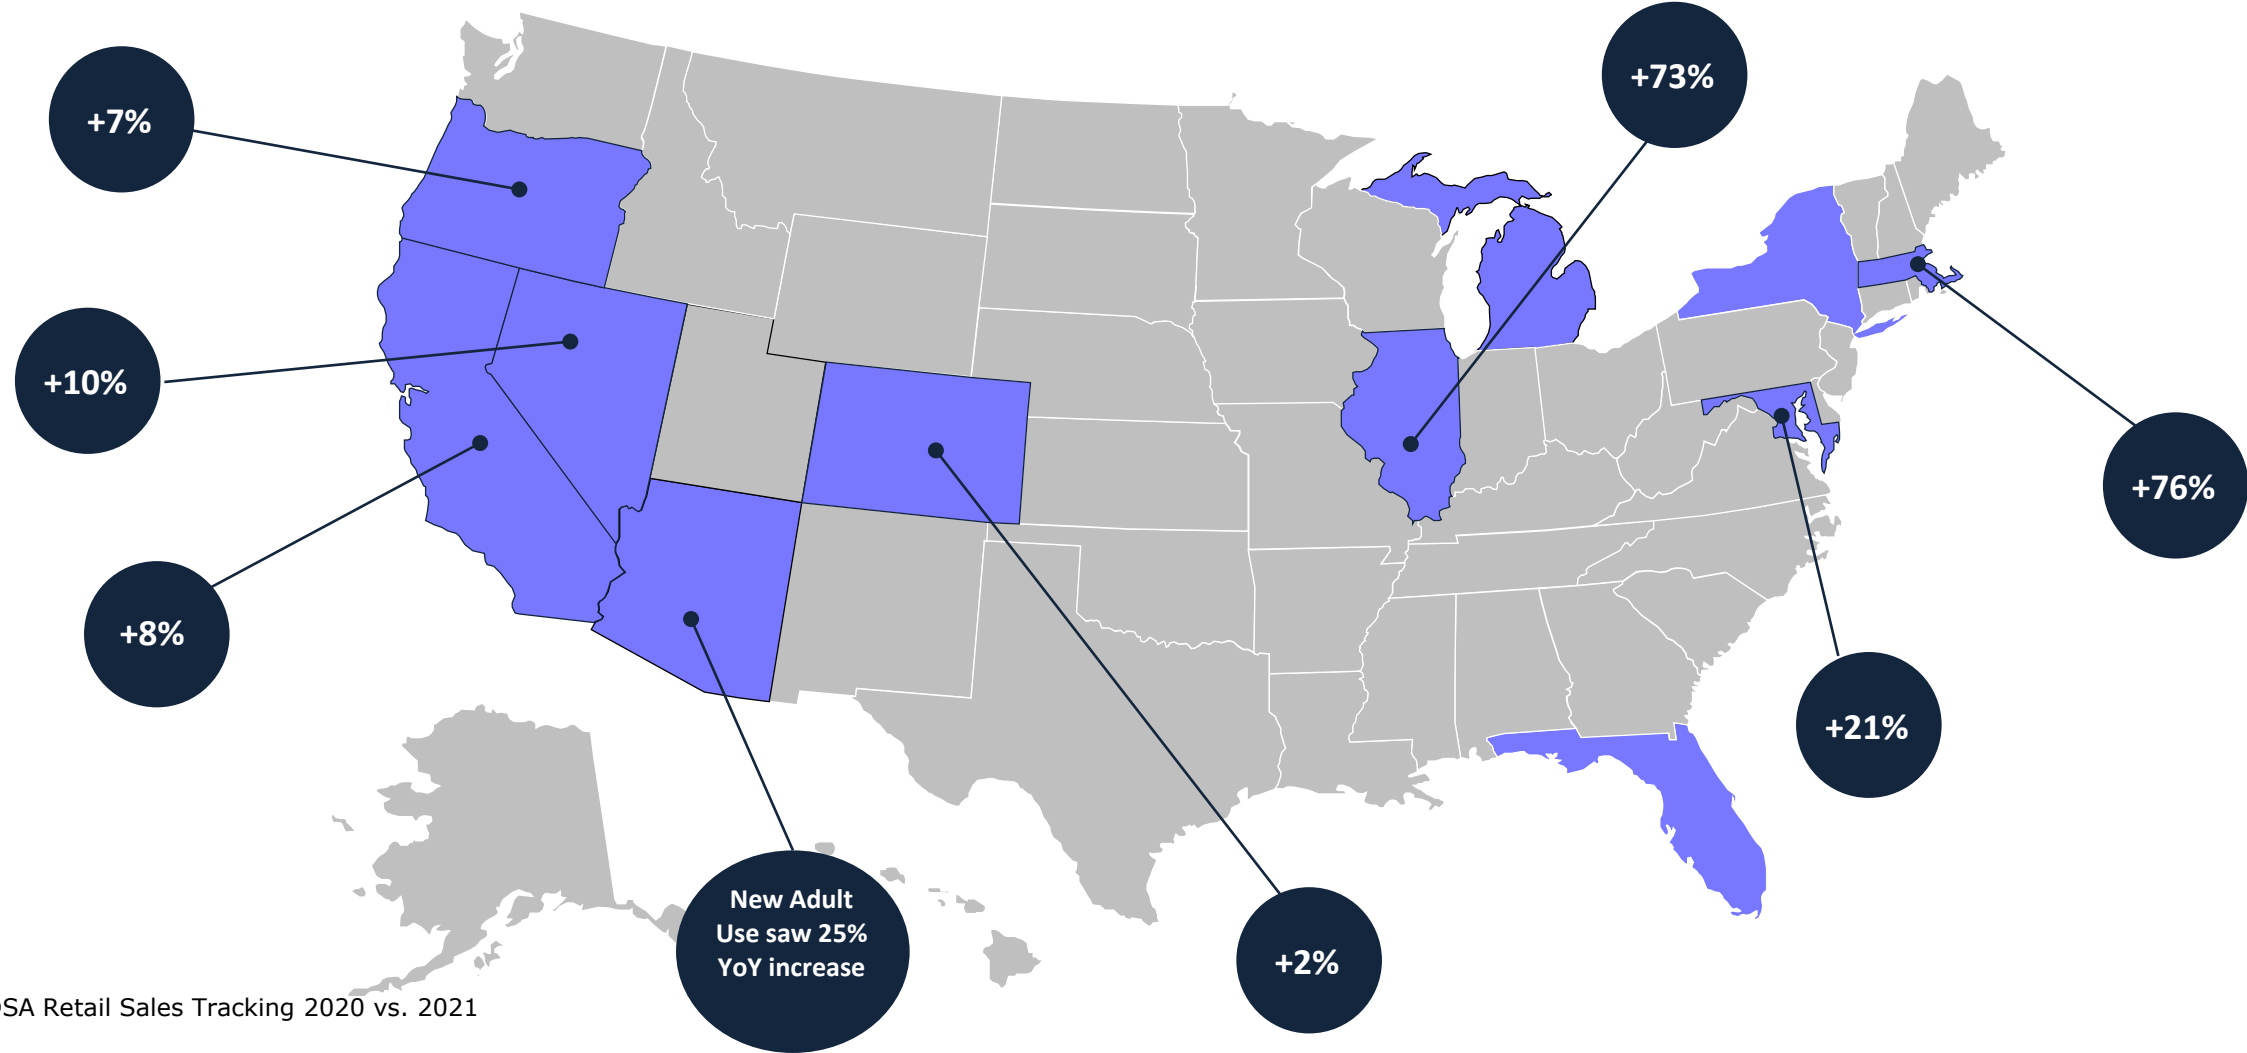 +73%
+7%
+10%
+76%
+8%
+21%
New Adult
Use saw 25%
YoY increase
+2%
Retail Sales Tracking 2020 vs. 2021